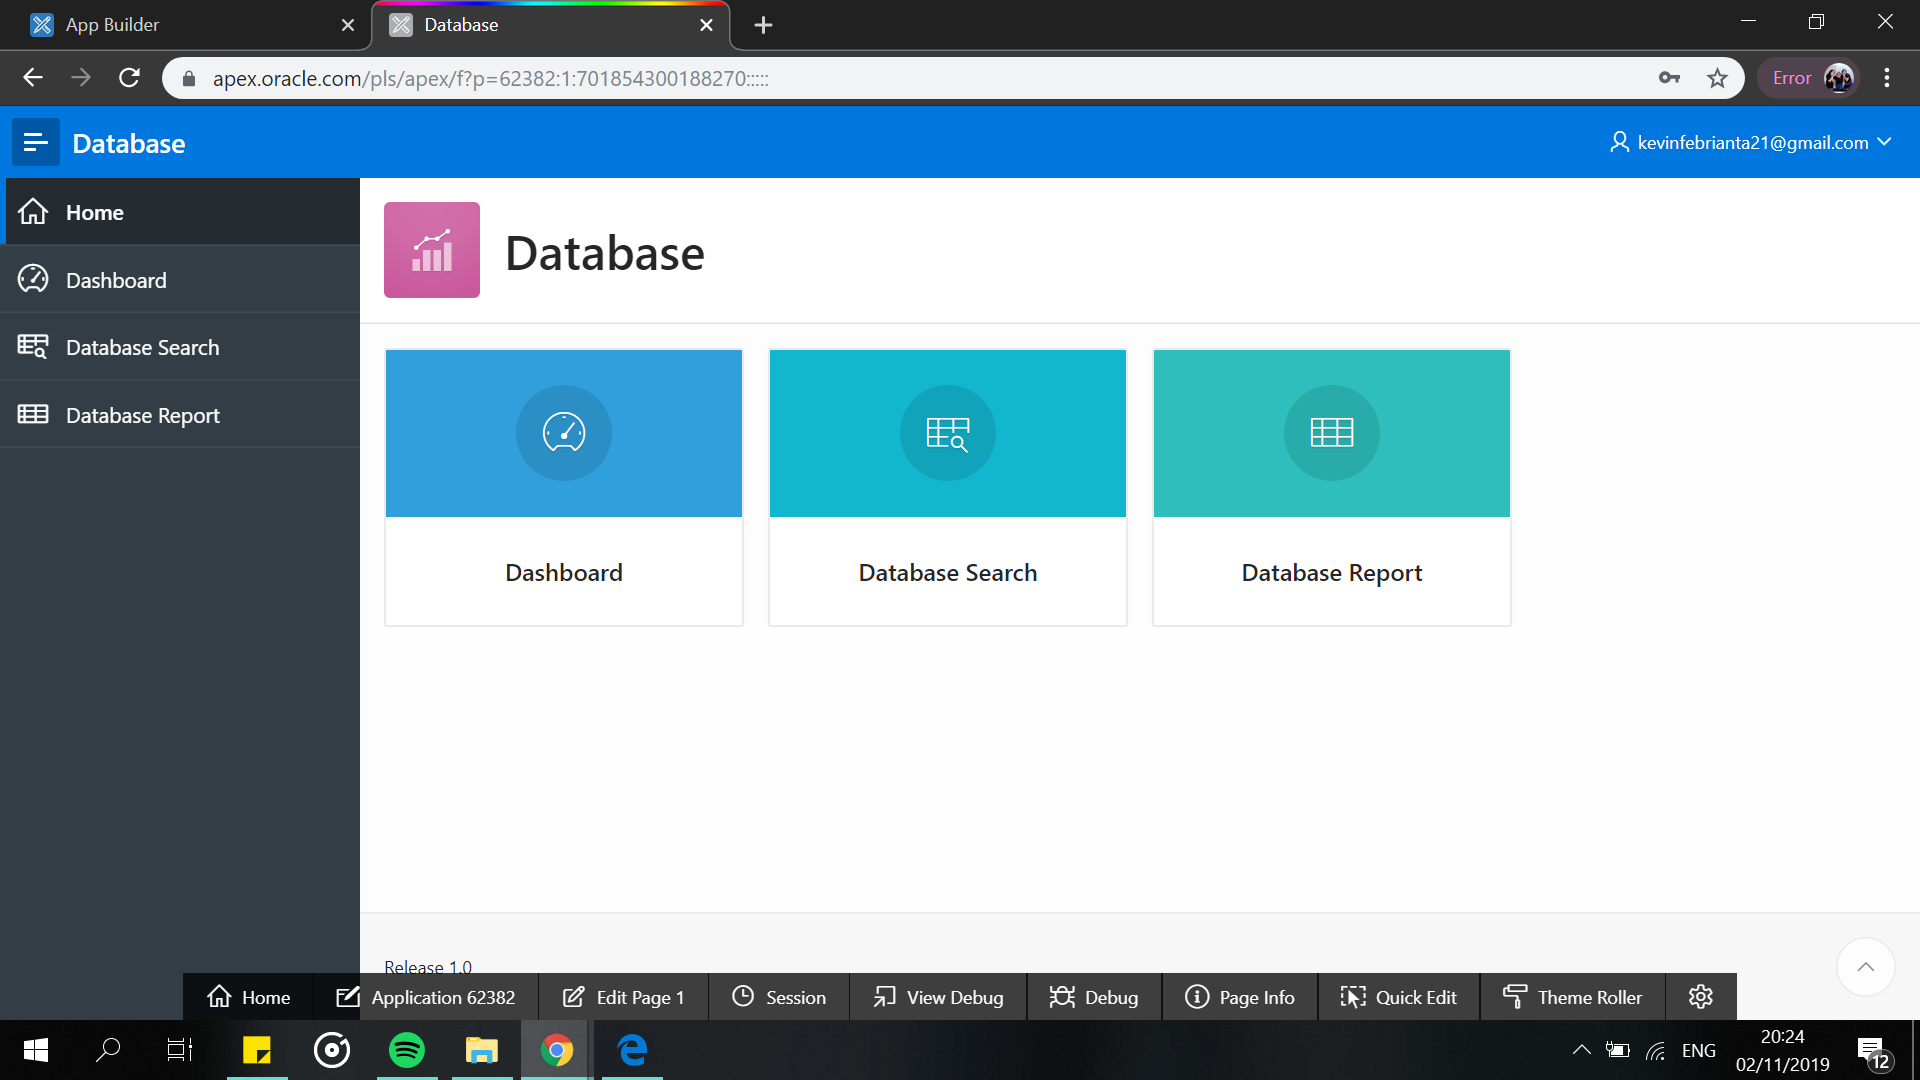 App Builder
Database
apex.oracle.com/pls/apex/f?p=62382:1:701854300188270:::::
Error
Database
kevinfebrianta21@gmail.com
Home
Dashboard
Database Search
Database Report
Database
Dashboard
Database Search
Database Report
Release 1.0
Home
Application 62382
Edit Page 1
Session
View Debug
Debug
Page Info
Quick Edit
Theme Roller
ENG
20:24
02/11/2019
12